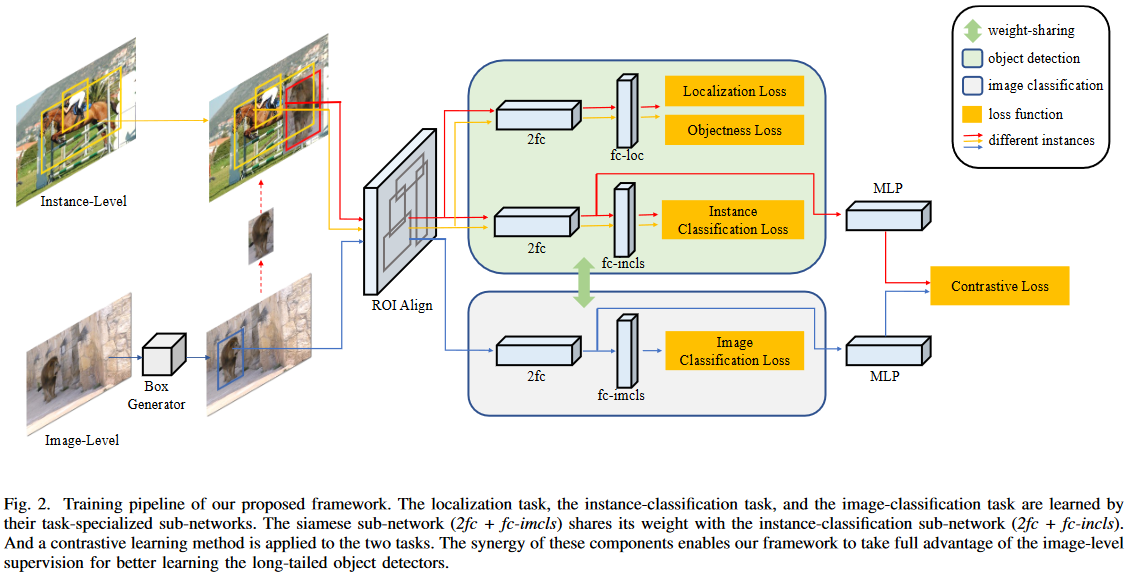 weight-sharing
object detection
image classification
loss function
different instances
Instance-Level
Image-Level
Box
Generator
ROI Align
2fc
fc-loc
Localization Loss
Objectness Loss
2fc
fc-incls
Instance
Classification Loss
2fc
fc-imcls
Image
Classification Loss
MLP
MLP
Contrastive Loss
Fig. 2. Training pipeline of our proposed framework. The localization task, the instance-classification task, and the image-classification task are learned by
their task-specialized sub-networks. The siamese sub-network (2fc + fc-imcls) shares its weight with the instance-classification sub-network (2fc + fc-incls).
And a contrastive learning method is applied to the two tasks. The synergy of these components enables our framework to take full advantage of the image-level
supervision for better learning the long-tailed object detectors.